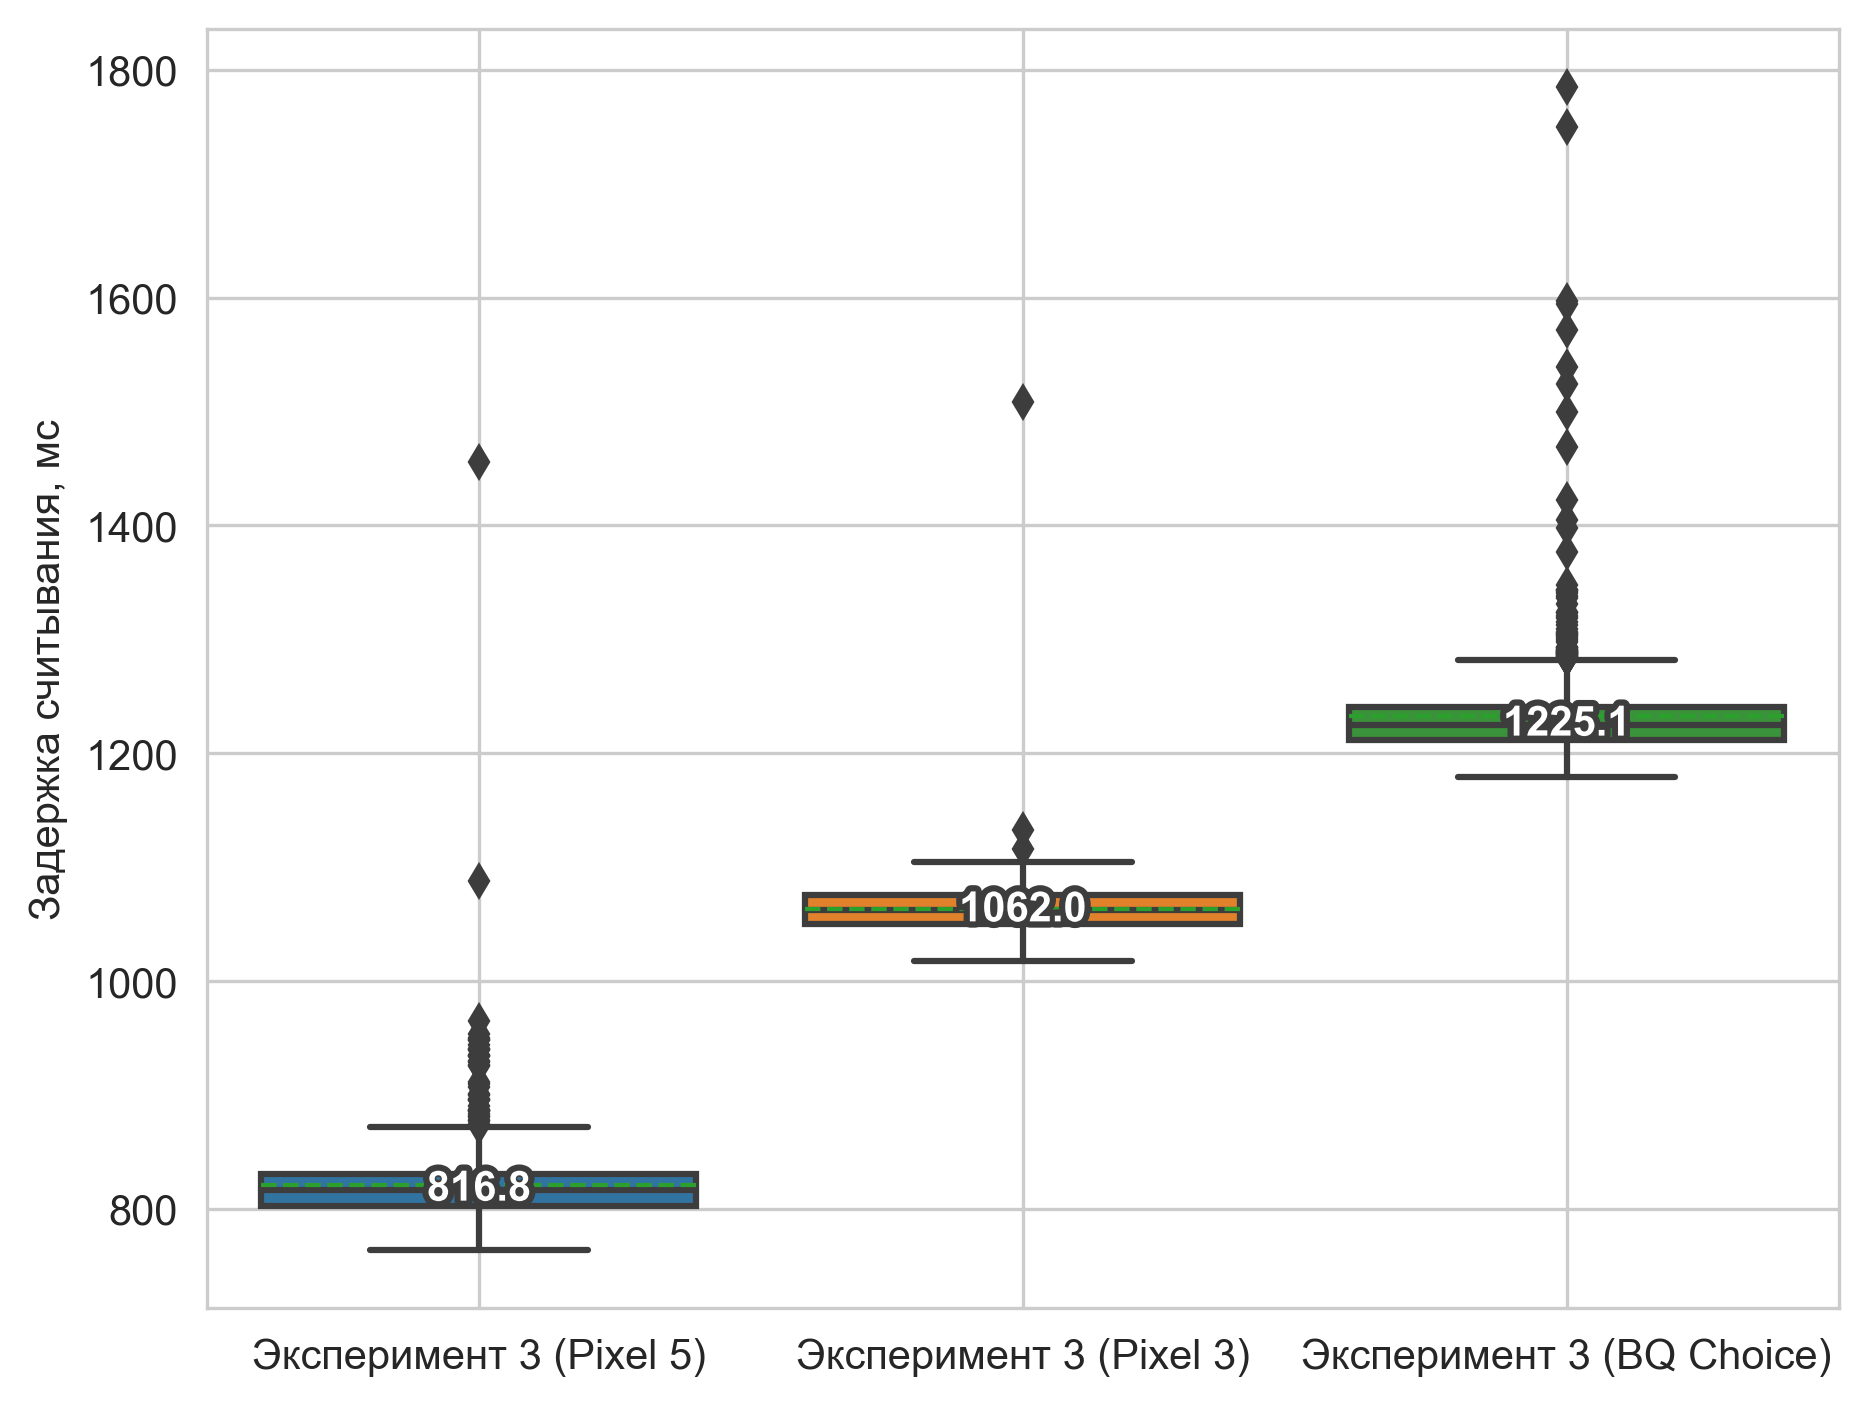 1800
1600
1400
1200
1000
800
Задержка считывания, мс
816.8
1062.0
1225.1
Эксперимент 3 (Pixel 5)
Эксперимент 3 (Pixel 3)
Эксперимент 3 (BQ Choice)